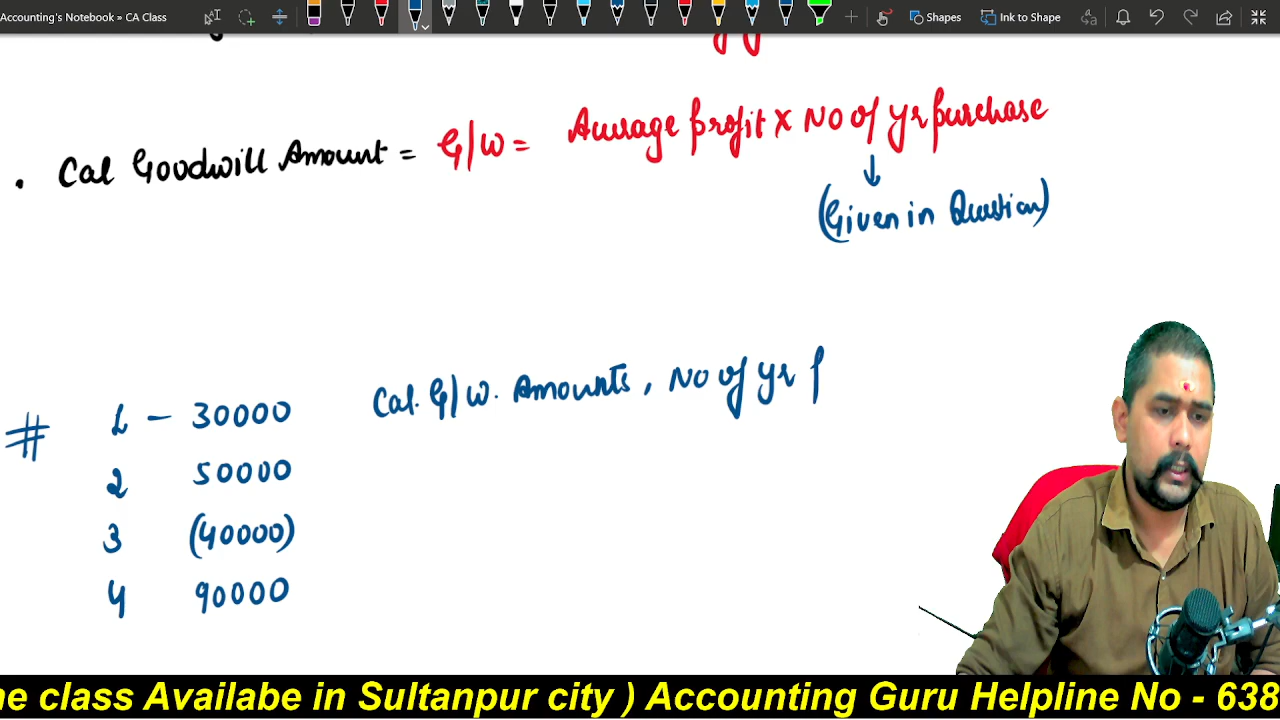 Accounting's Notebook » CA Class
Shapes
Ink to Shape
. Cal Goodwill Amount = G/W = Average profit x No of yr purchase
(Given in Question)
# 1 - 30000 Cal. G/W. Amounts, No of yr p
2 50000
3 (40000)
4 90000
ne class Availabe in Sultanpur city ) Accounting Guru Helpline No - 638